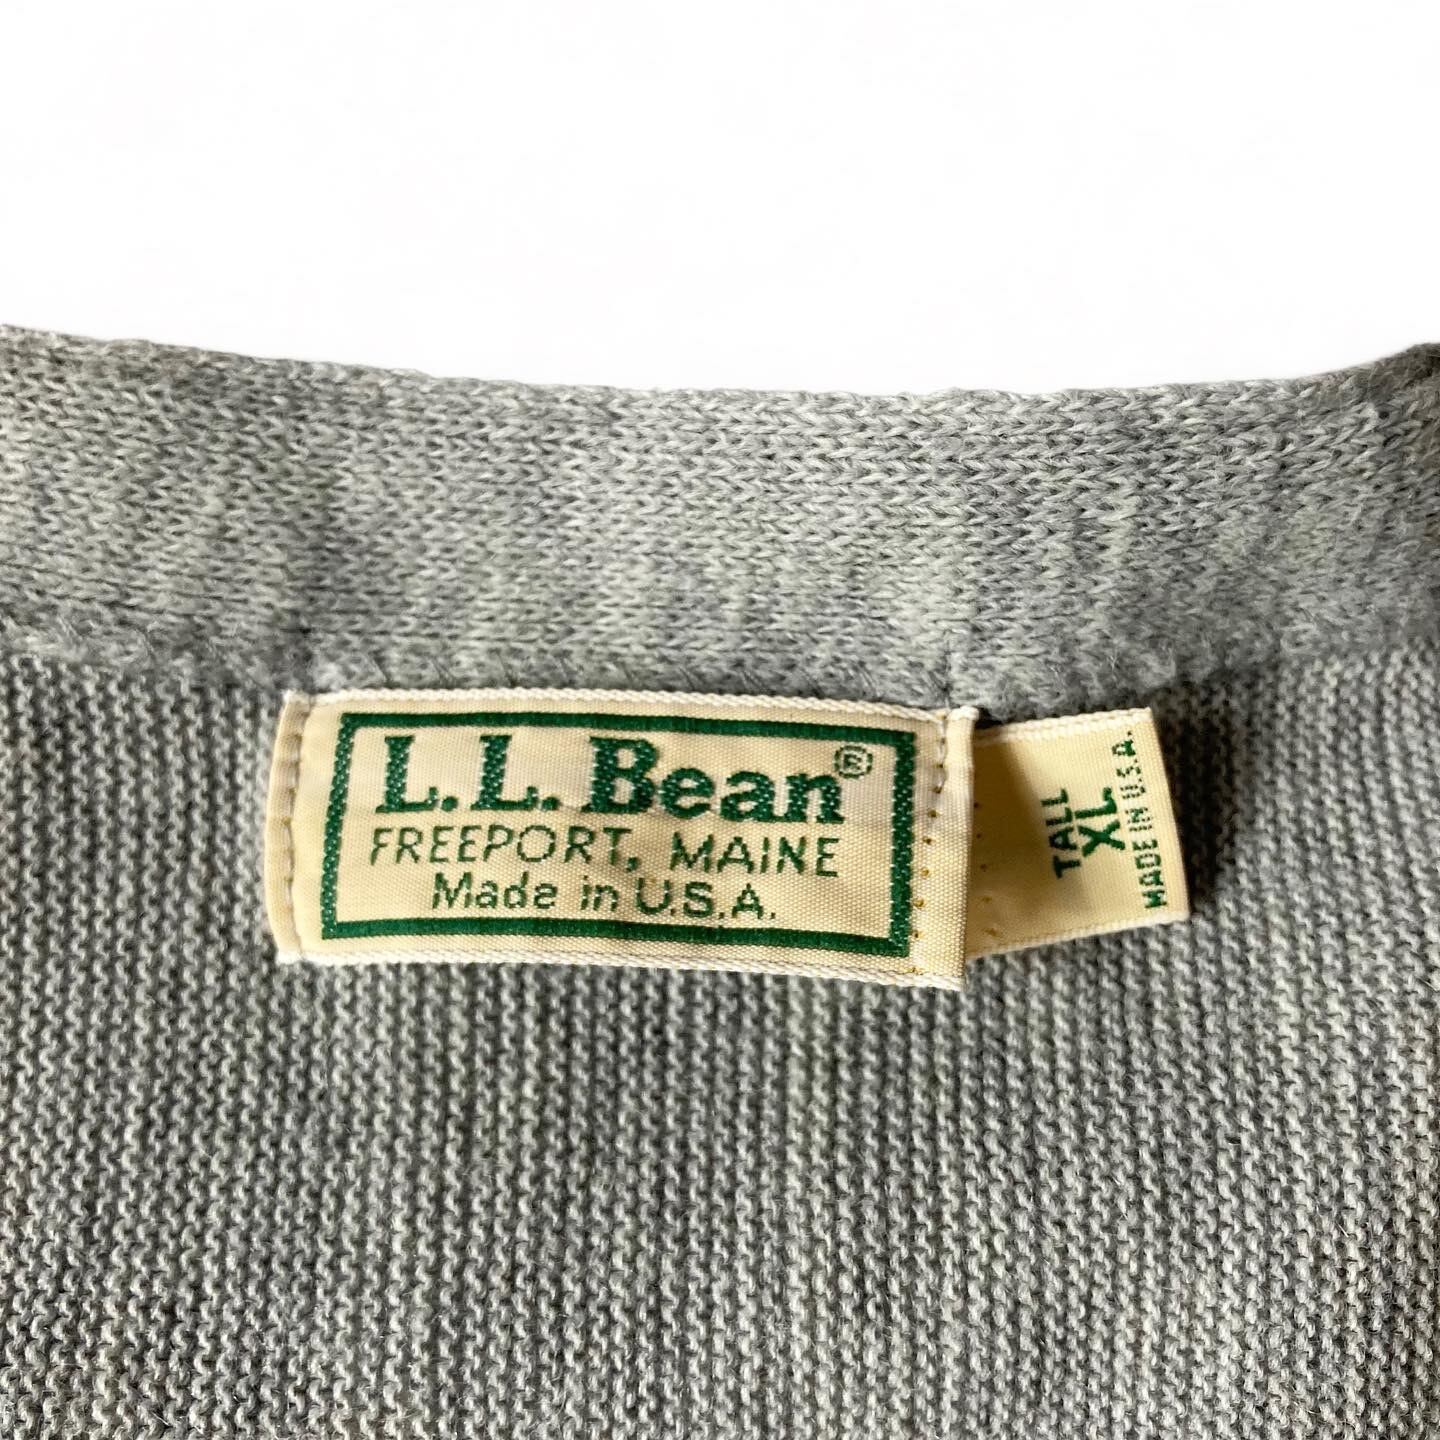 L.L.Bean®
FREEPORT, MAINE
Made in U.S.A.
TALL
XL
MADE IN U.S.A.